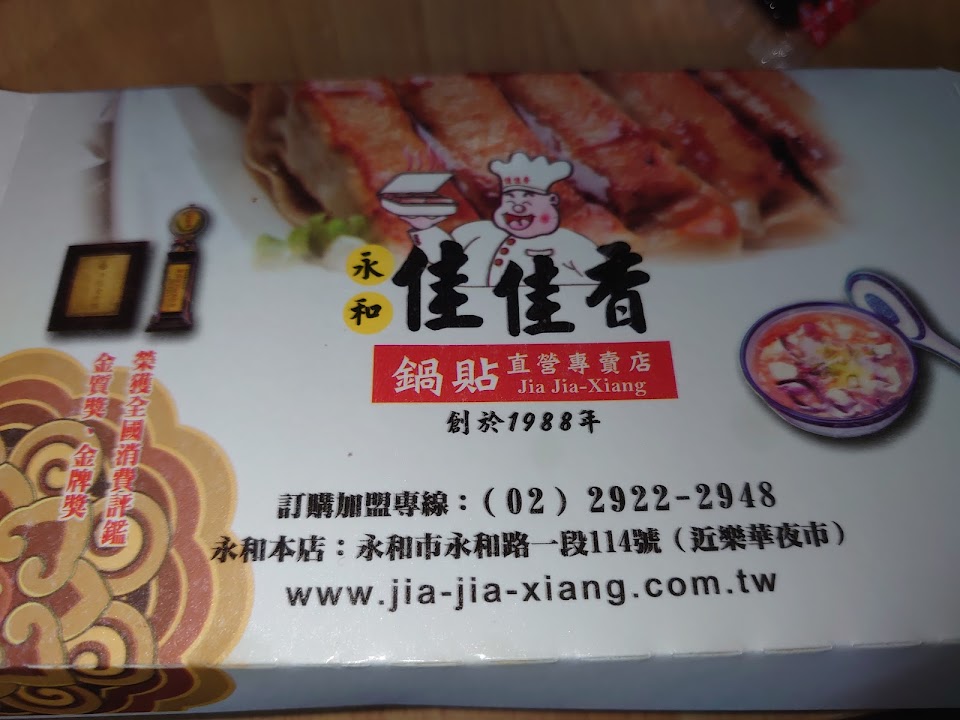 佳佳香
永和
佳佳香
鍋貼 直營專賣店
Jia Jia-Xiang
創於1988年
榮獲全國消費評鑑
金質獎、金牌獎
訂購加盟專線:(02) 2922-2948
永和本店:永和市永和路一段114號(近樂華夜市)
www.jia-jia-xiang.com.tw